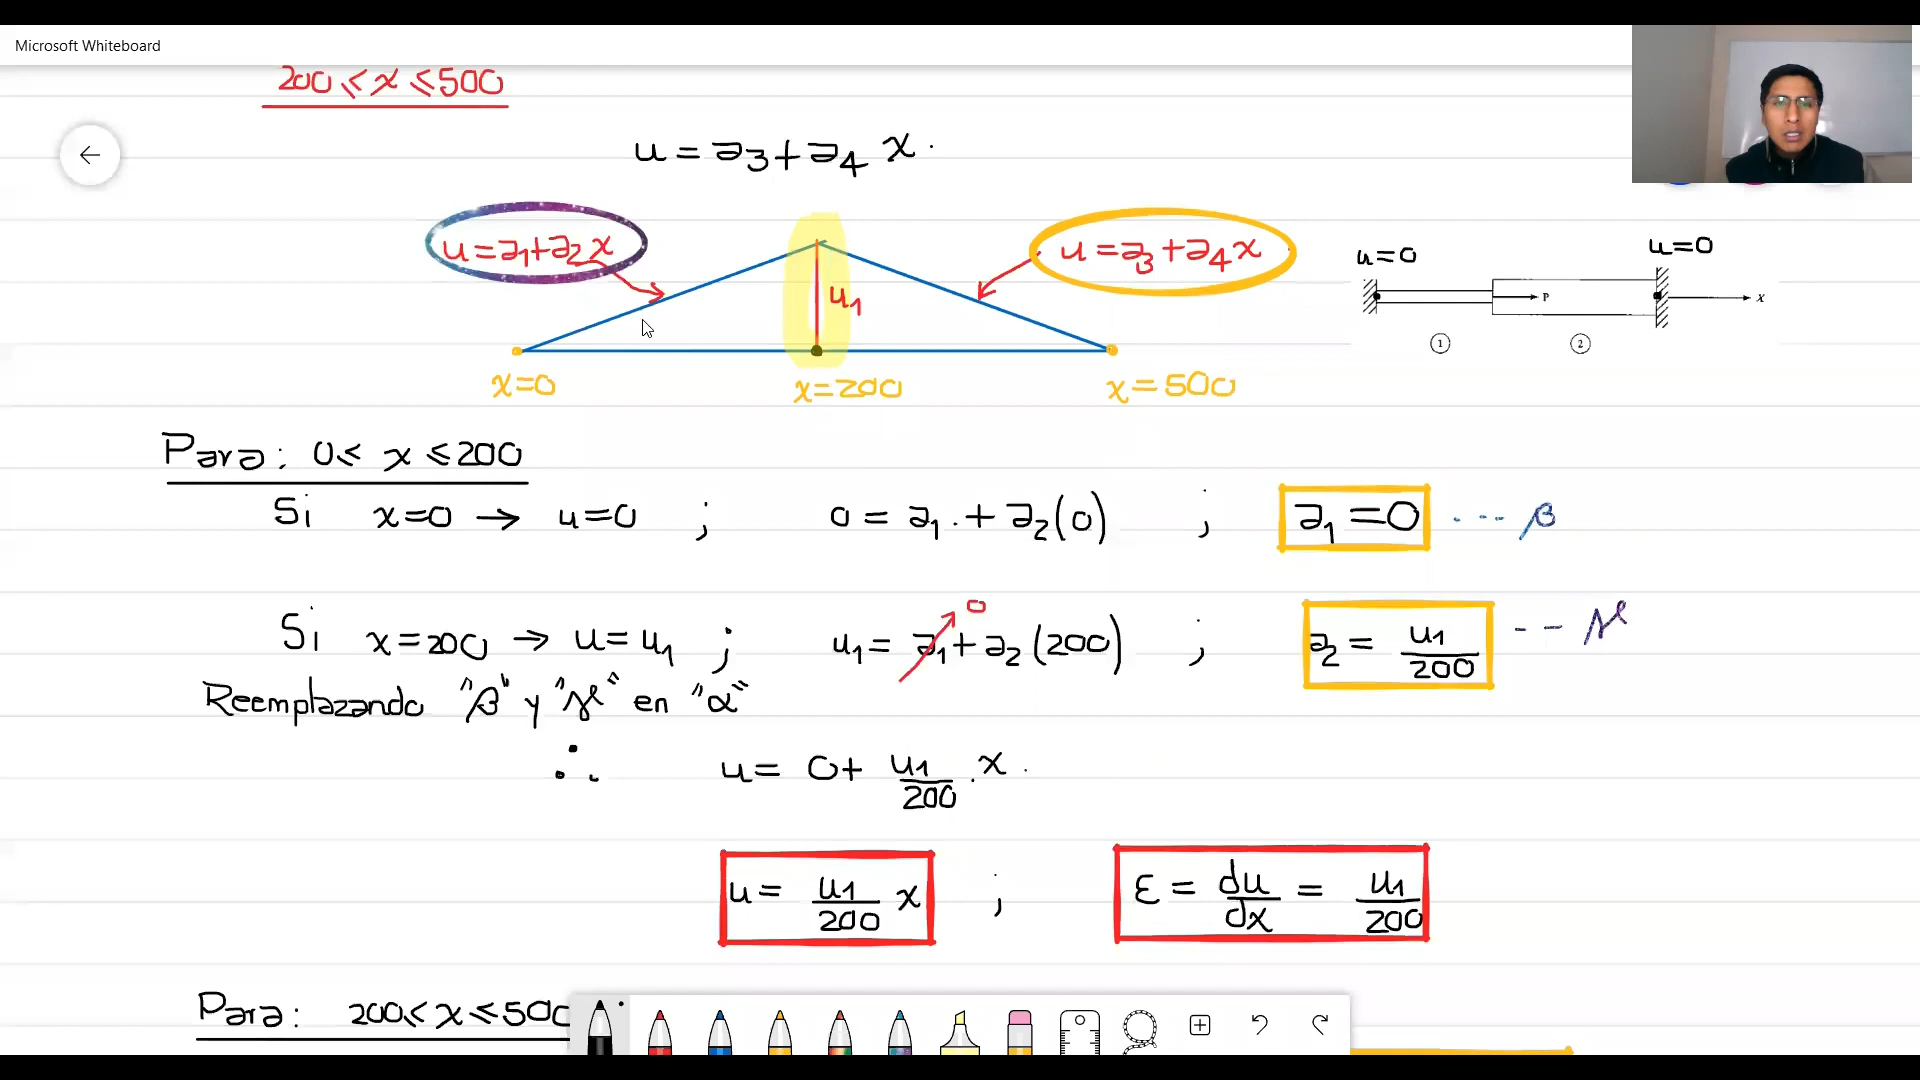 Microsoft Whiteboard
200 ≤ x ≤ 500
u = a₃ + a₄ x.
u = a₁ + a₂ x
u = a₃ + a₄ x
u₁
x=0
x=200
x=500
u=0
u=0
P
x
1
2
Para: 0 ≤ x ≤ 200
Si x=0 → u=0 ; 0 = a₁ . + a₂(0) ; a₁ = 0 ... β
Si x=200 → u = u₁ ; u₁ = a₁ + a₂(200) ; a₂ = u₁/200
0
Reemplazando "β" y en "α"
∴ u = 0 + u₁/200 . x .
u = u₁/200 x ; ε = du/dx = u₁/200
Para: 200 ≤ x ≤ 500